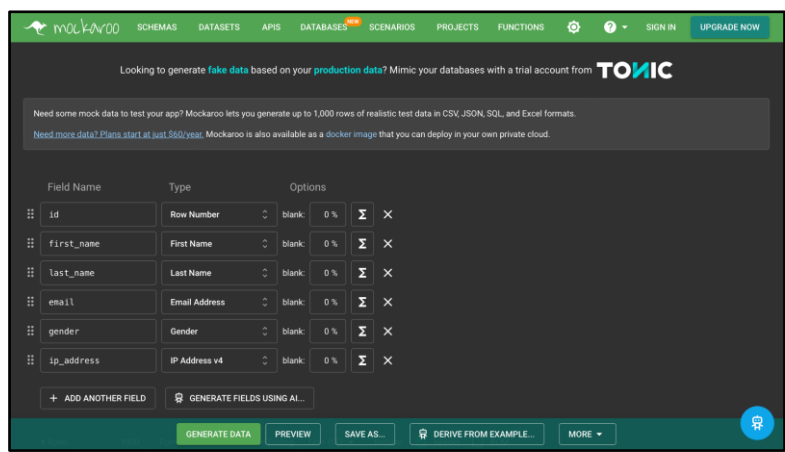 mockaroo SCHEMAS DATASETS APIS DATABASES NEW SCENARIOS PROJECTS FUNCTIONS ? SIGN IN UPGRADE NOW
Looking to generate fake data based on your production data? Mimic your databases with a trial account from TONIC
Need some mock data to test your app? Mockaroo lets you generate up to 1,000 rows of realistic test data in CSV, JSON, SQL, and Excel formats.
Need more data? Plans start at just $60/year. Mockaroo is also available as a docker image that you can deploy in your own private cloud.
Field Name Type Options
id Row Number blank: 0 % Σ ×
first_name First Name blank: 0 % Σ ×
last_name Last Name blank: 0 % Σ ×
email Email Address blank: 0 % Σ ×
gender Gender blank: 0 % Σ ×
ip_address IP Address v4 blank: 0 % Σ ×
+ ADD ANOTHER FIELD GENERATE FIELDS USING AI...
GENERATE DATA PREVIEW SAVE AS... DERIVE FROM EXAMPLE... MORE